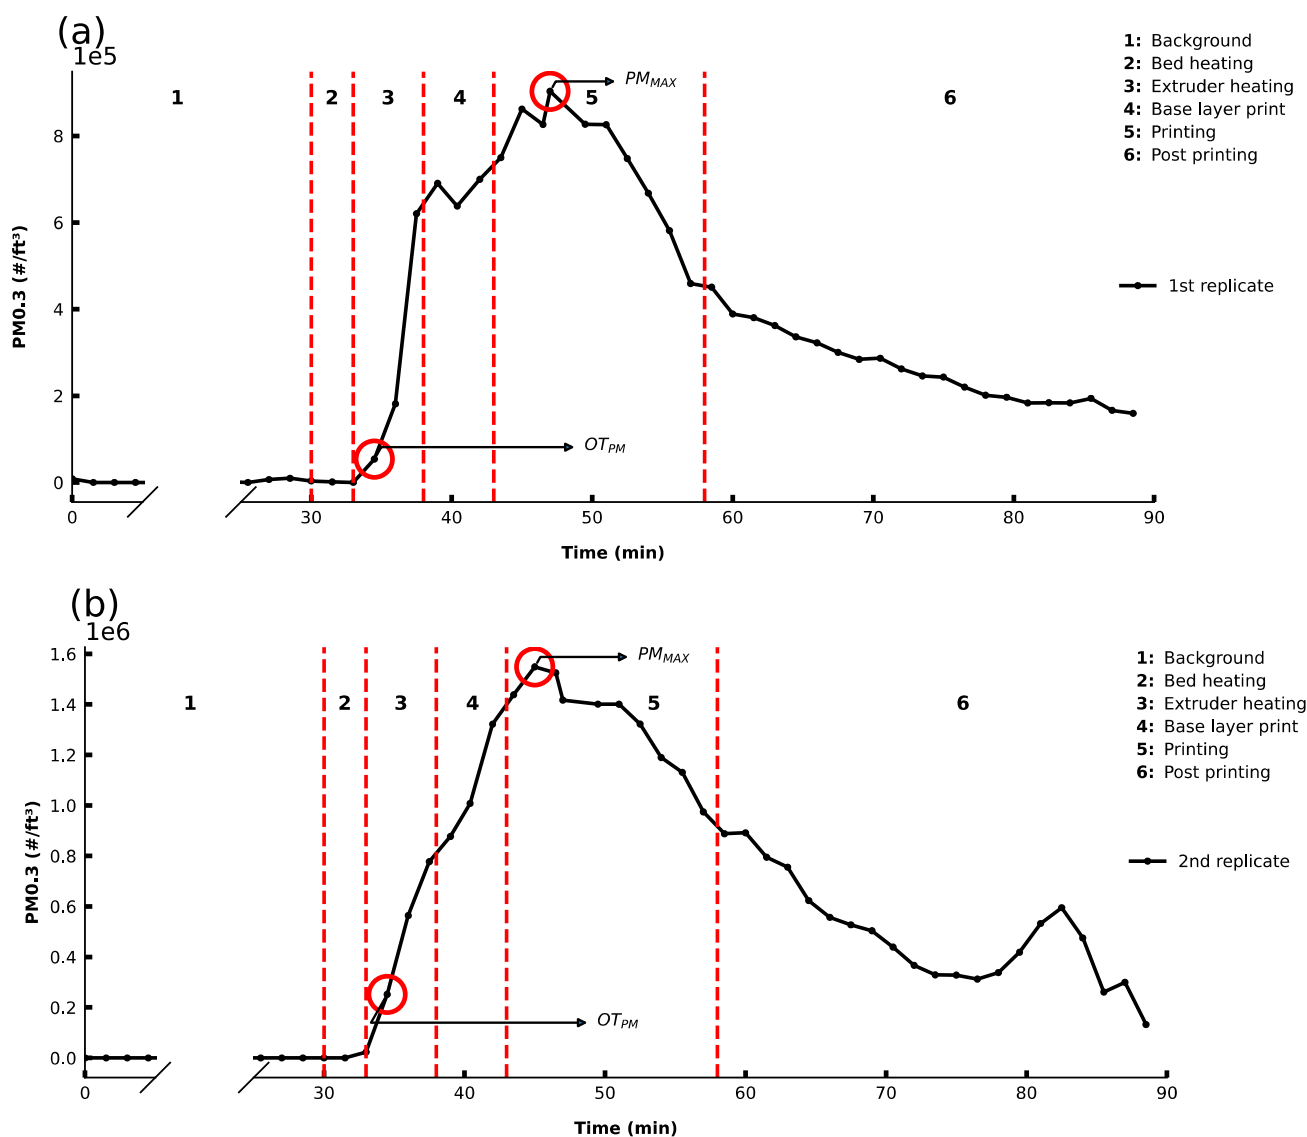 (a)
1e5
1: Background
2: Bed heating
3: Extruder heating
4: Base layer print
5: Printing
6: Post printing
PM_MAX
1 2 3 4 5 6
8
6
4
2
0
PM0.3 (#/ft³)
1st replicate
OT_PM
0 30 40 50 60 70 80 90
Time (min)
(b)
1e6
1: Background
2: Bed heating
3: Extruder heating
4: Base layer print
5: Printing
6: Post printing
PM_MAX
1 2 3 4 5 6
1.6
1.4
1.2
1.0
0.8
0.6
0.4
0.2
0.0
PM0.3 (#/ft³)
2nd replicate
OT_PM
0 30 40 50 60 70 80 90
Time (min)